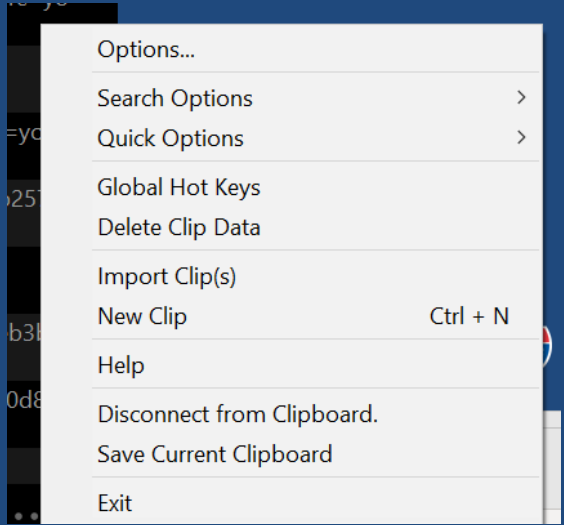 Options...
Search Options
Quick Options
=yo
Global Hot Keys
Delete Clip Data
Import Clip(s)
New Clip Ctrl + N
Help
Disconnect from Clipboard.
Save Current Clipboard
Exit